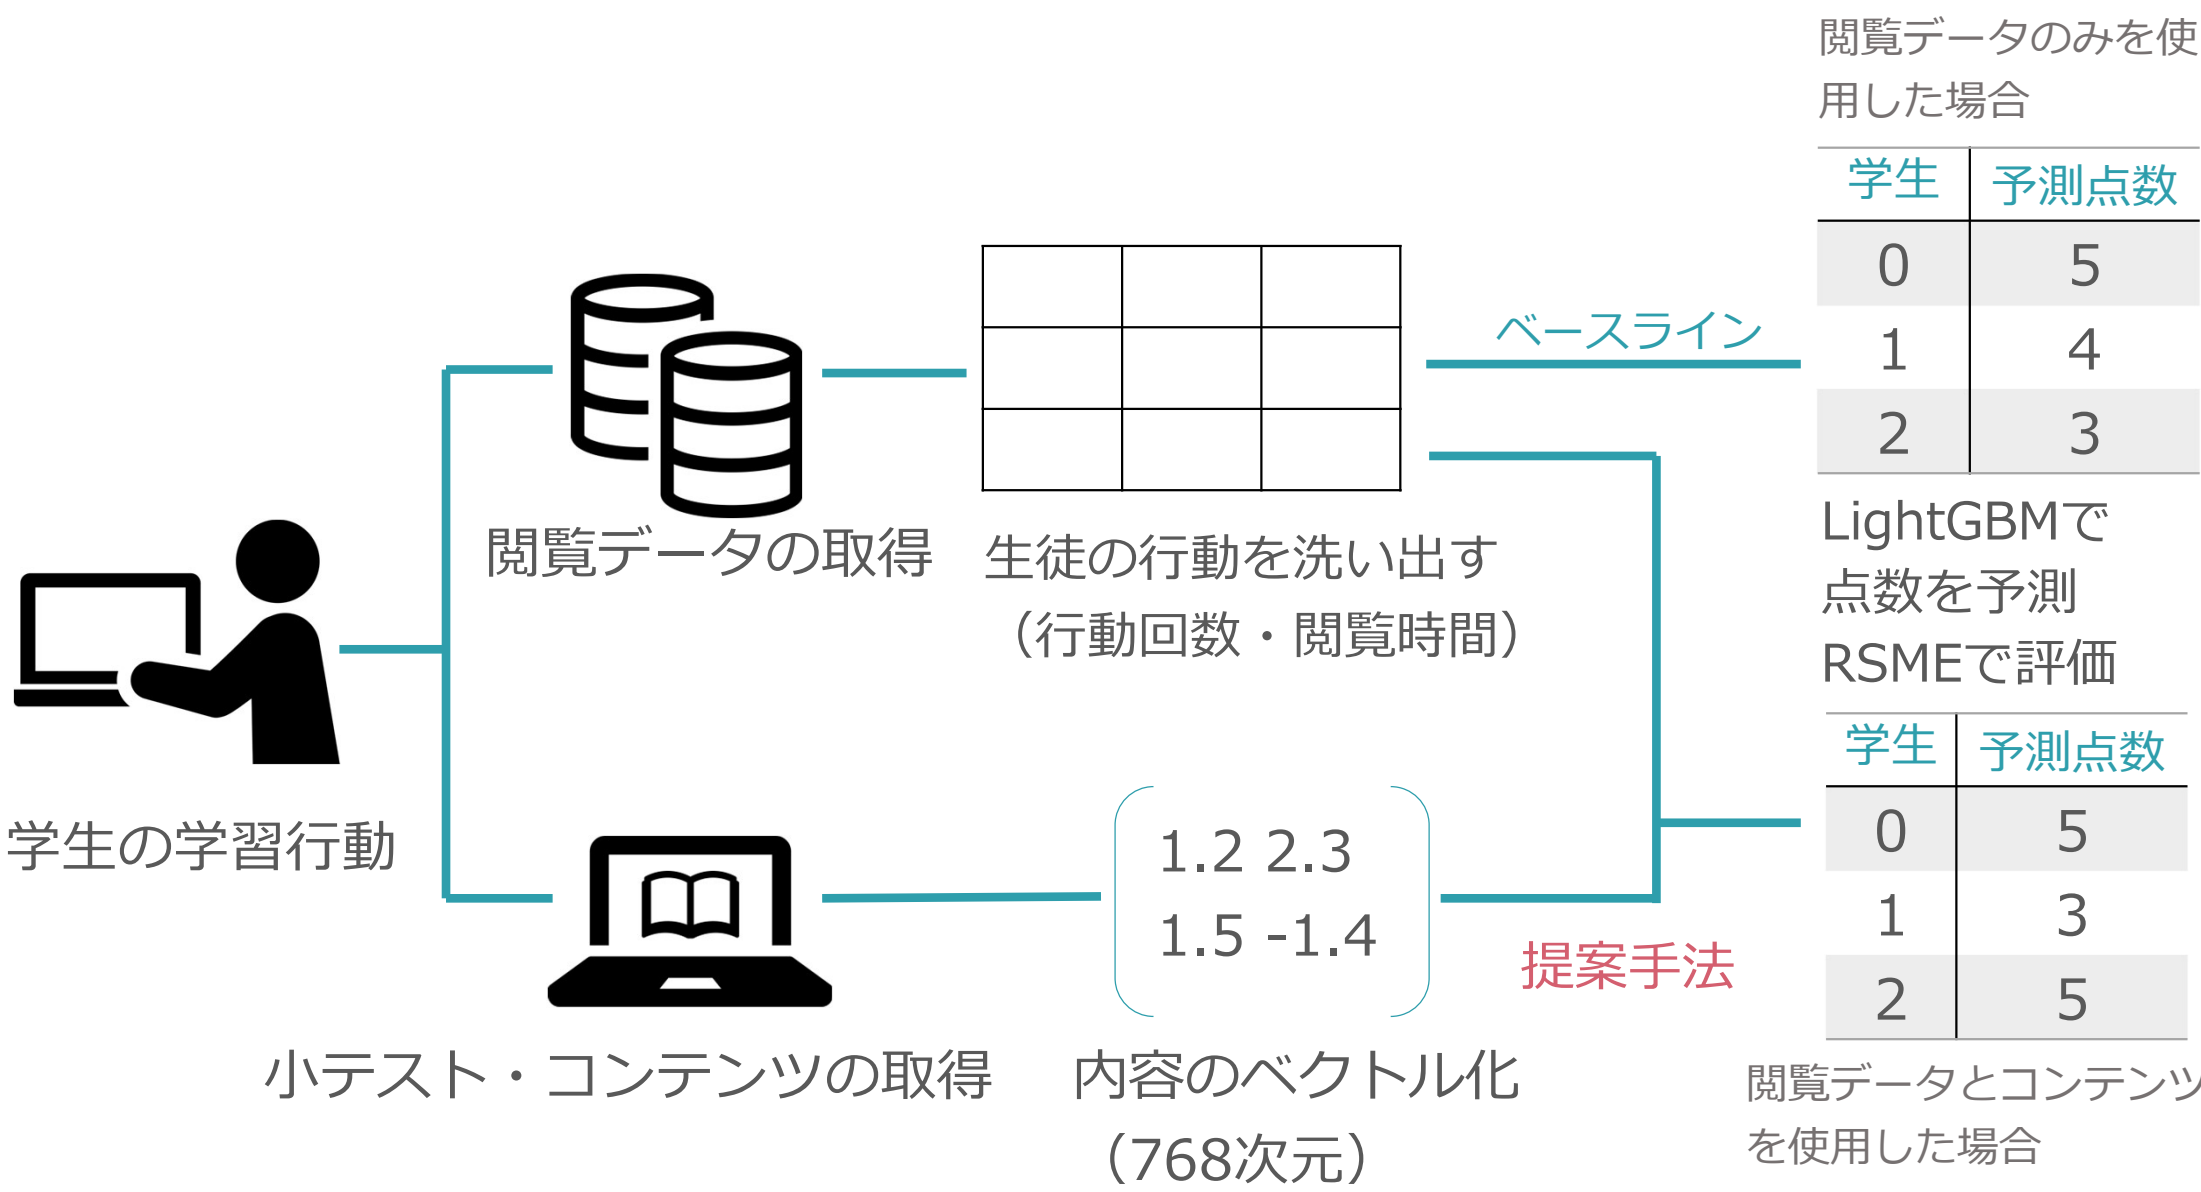 閲覧データのみを使
用した場合
学生 予測点数
0 5
1 4
2 3
ベースライン
LightGBMで
点数を予測
RSMEで評価
閲覧データの取得
生徒の行動を洗い出す
（行動回数・閲覧時間）
学生の学習行動
1.2 2.3
1.5 -1.4
提案手法
学生 予測点数
0 5
1 3
2 5
小テスト・コンテンツの取得
内容のベクトル化
（768次元）
閲覧データとコンテンツ
を使用した場合